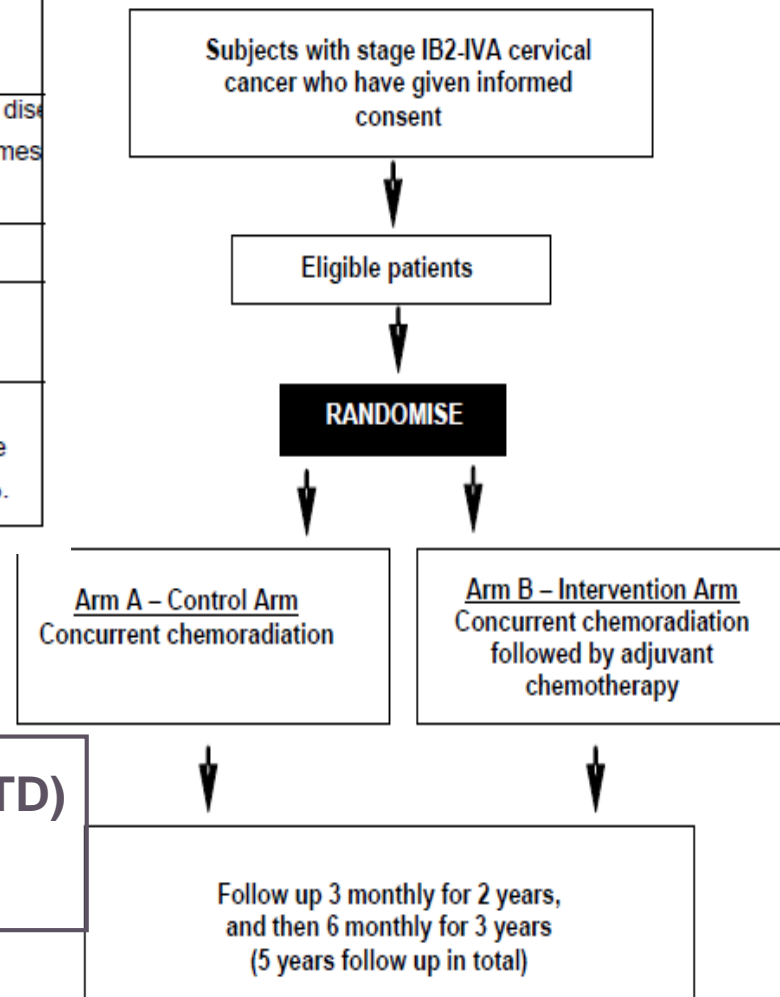 Subjects with stage IB2-IVA cervical
cancer who have given informed
consent
Eligible patients
RANDOMISE
Arm A – Control Arm
Concurrent chemoradiation
Arm B – Intervention Arm
Concurrent chemoradiation
followed by adjuvant
chemotherapy
TD)
Follow up 3 monthly for 2 years,
and then 6 monthly for 3 years
(5 years follow up in total)